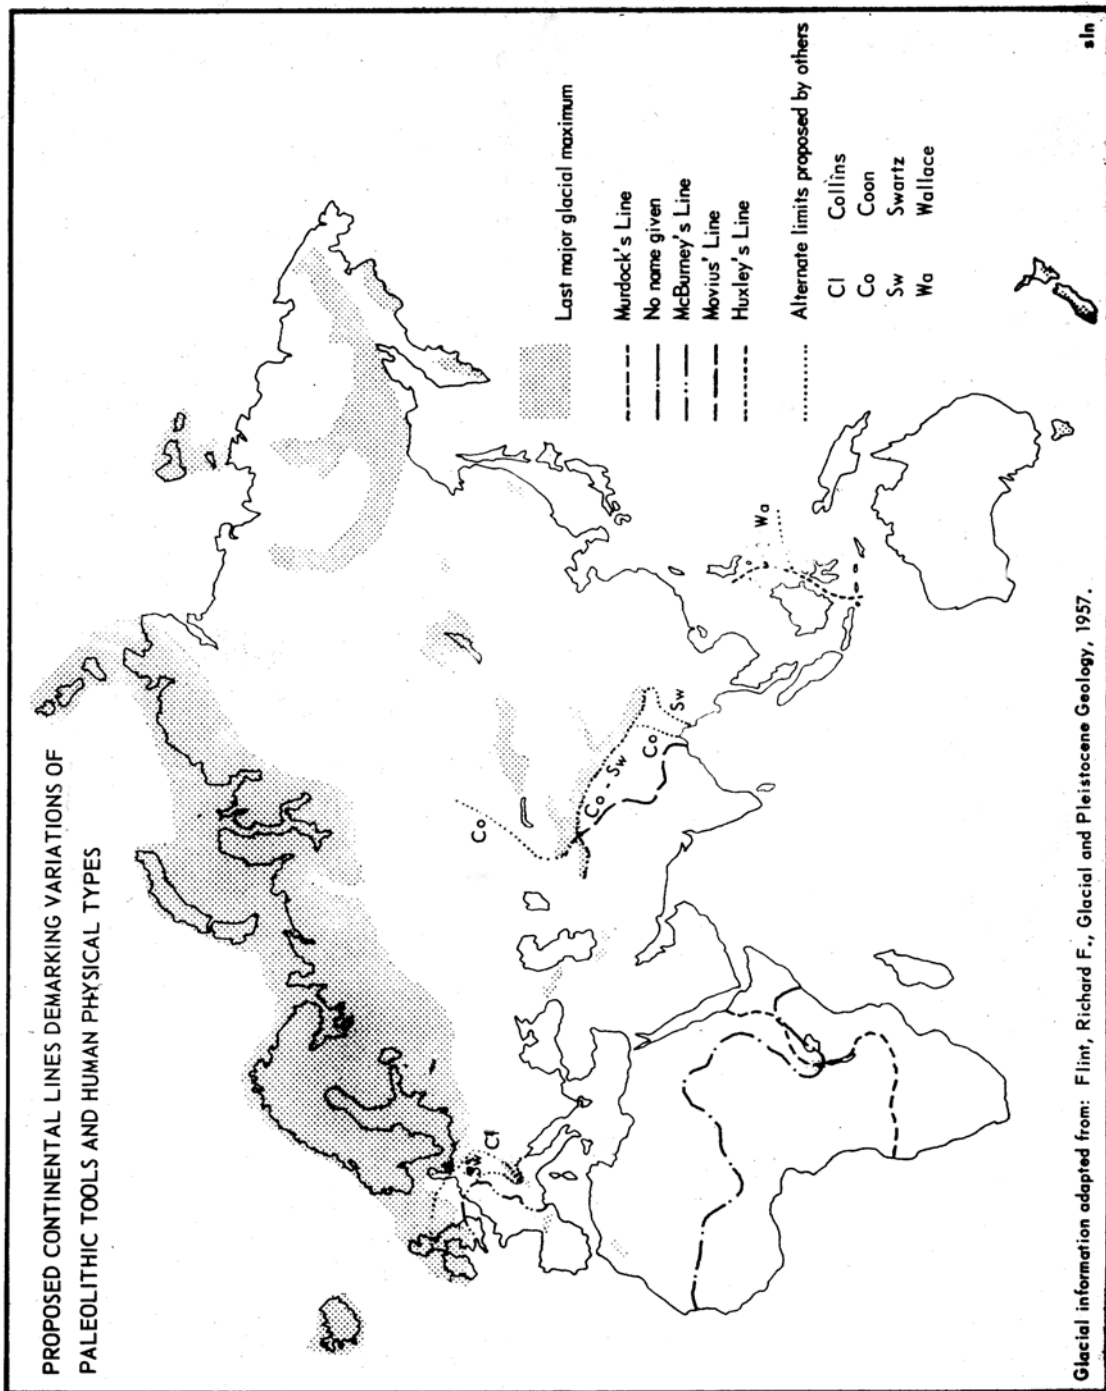 PROPOSED CONTINENTAL LINES DEMARKING VARIATIONS OF
PALEOLITHIC TOOLS AND HUMAN PHYSICAL TYPES
Last major glacial maximum
Murdock's Line
No name given
McBurney's Line
Movius' Line
Huxley's Line
Alternate limits proposed by others
Cl Collins
Co Coon
Sw Swartz
Wa Wallace
Sw
Cl
Co
Co - Sw
Co
Sw
Wa
Glacial information adapted from: Flint, Richard F., Glacial and Pleistocene Geology, 1957.
sln